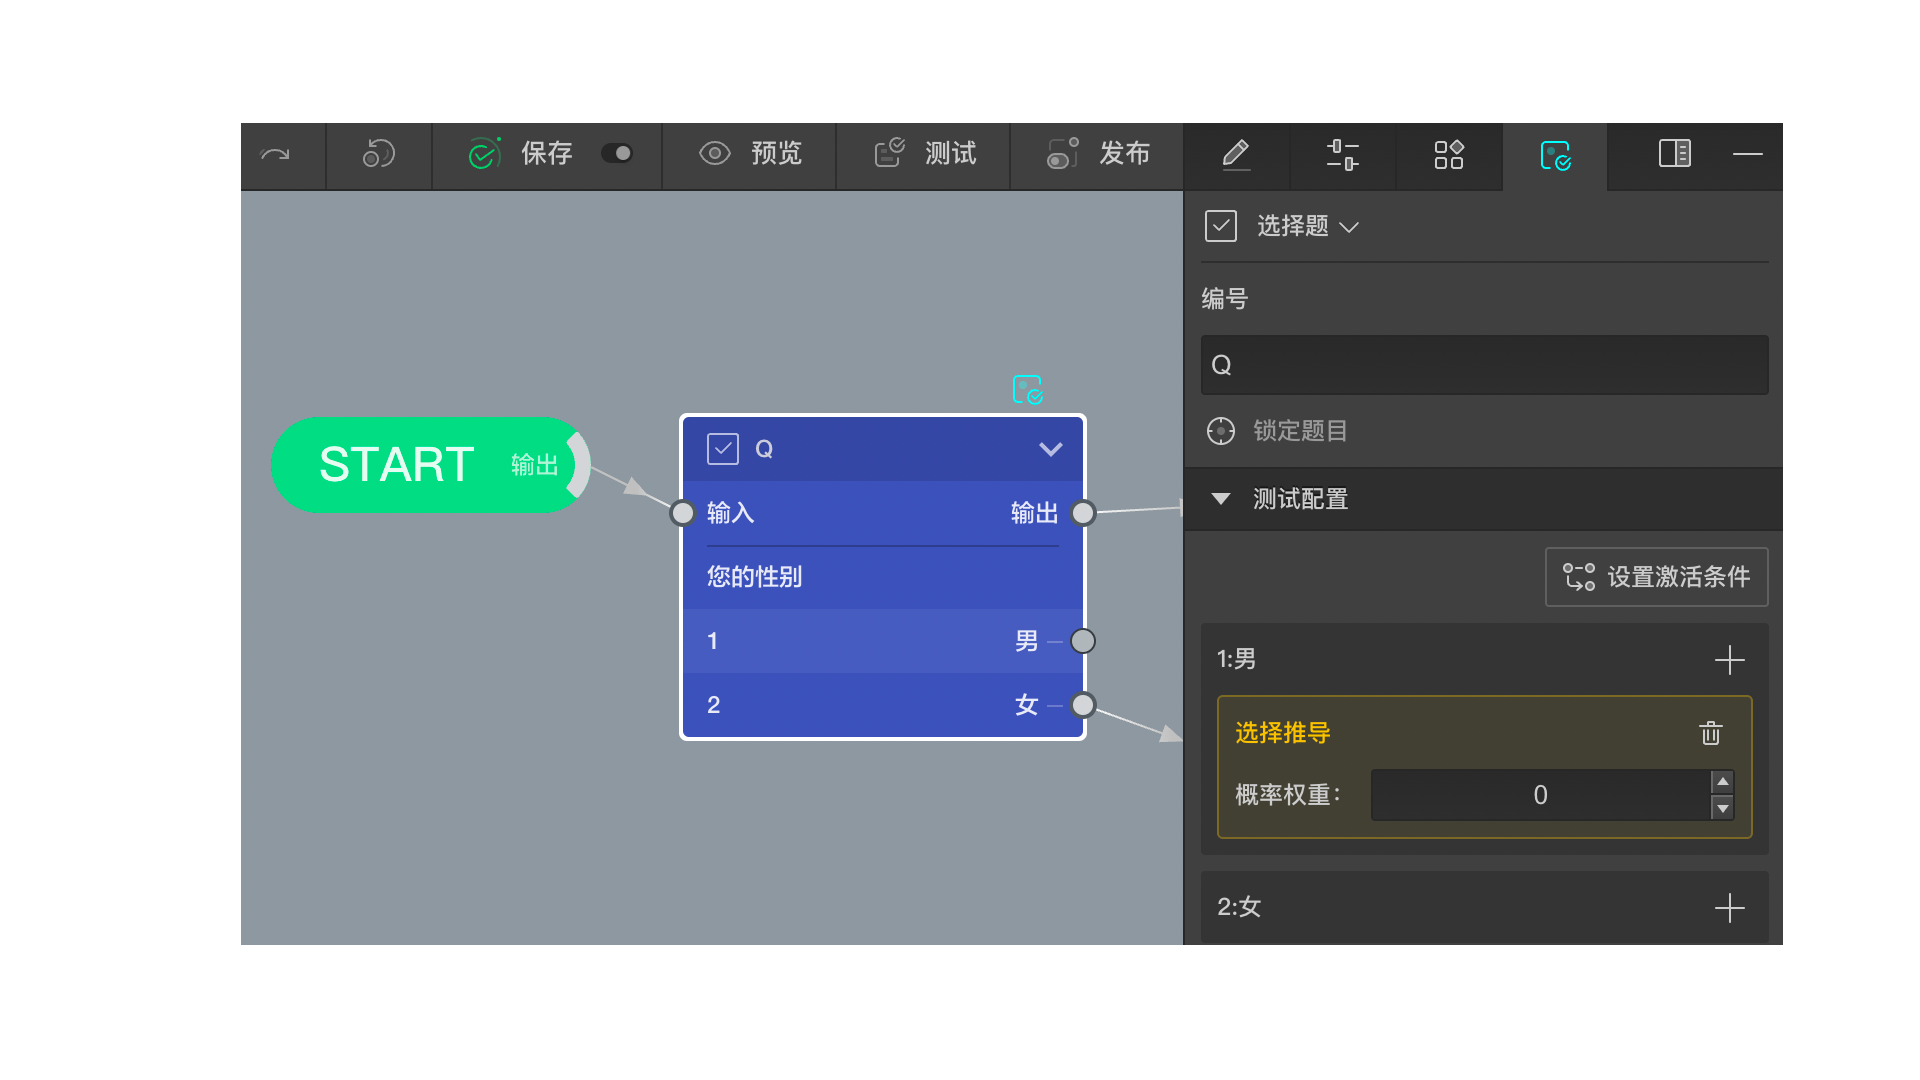 保存 预览 测试 发布
START 输出
Q
输入 输出
您的性别
1 男
2 女
选择题
编号
Q
锁定题目
测试配置
设置激活条件
1:男
选择推导
概率权重: 0
2:女